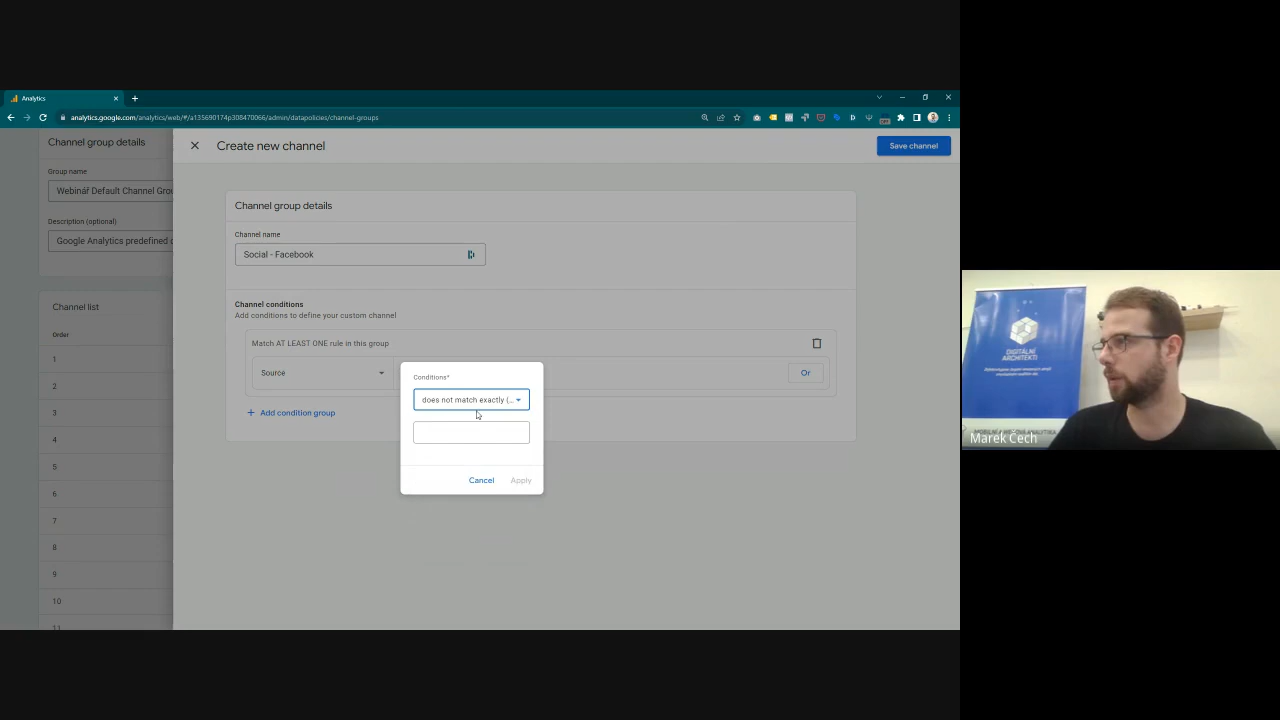 Analytics
analytics.google.com/analytics/web/#/a135690174p308470066/admin/datapolicies/channel-groups
Channel group details
Create new channel
Save channel
Group name
Webinář Default Channel Grou
Description (optional)
Google Analytics predefined c
Channel group details
Channel name
Social - Facebook
Channel conditions
Add conditions to define your custom channel
Match AT LEAST ONE rule in this group
Source
Or
Add condition group
Conditions*
does not match exactly (...
Cancel
Apply
Channel list
Order
1
2
3
4
5
6
7
8
9
10
11
DIGITÁLNÍ
ARCHITEKTI
Marek Čech